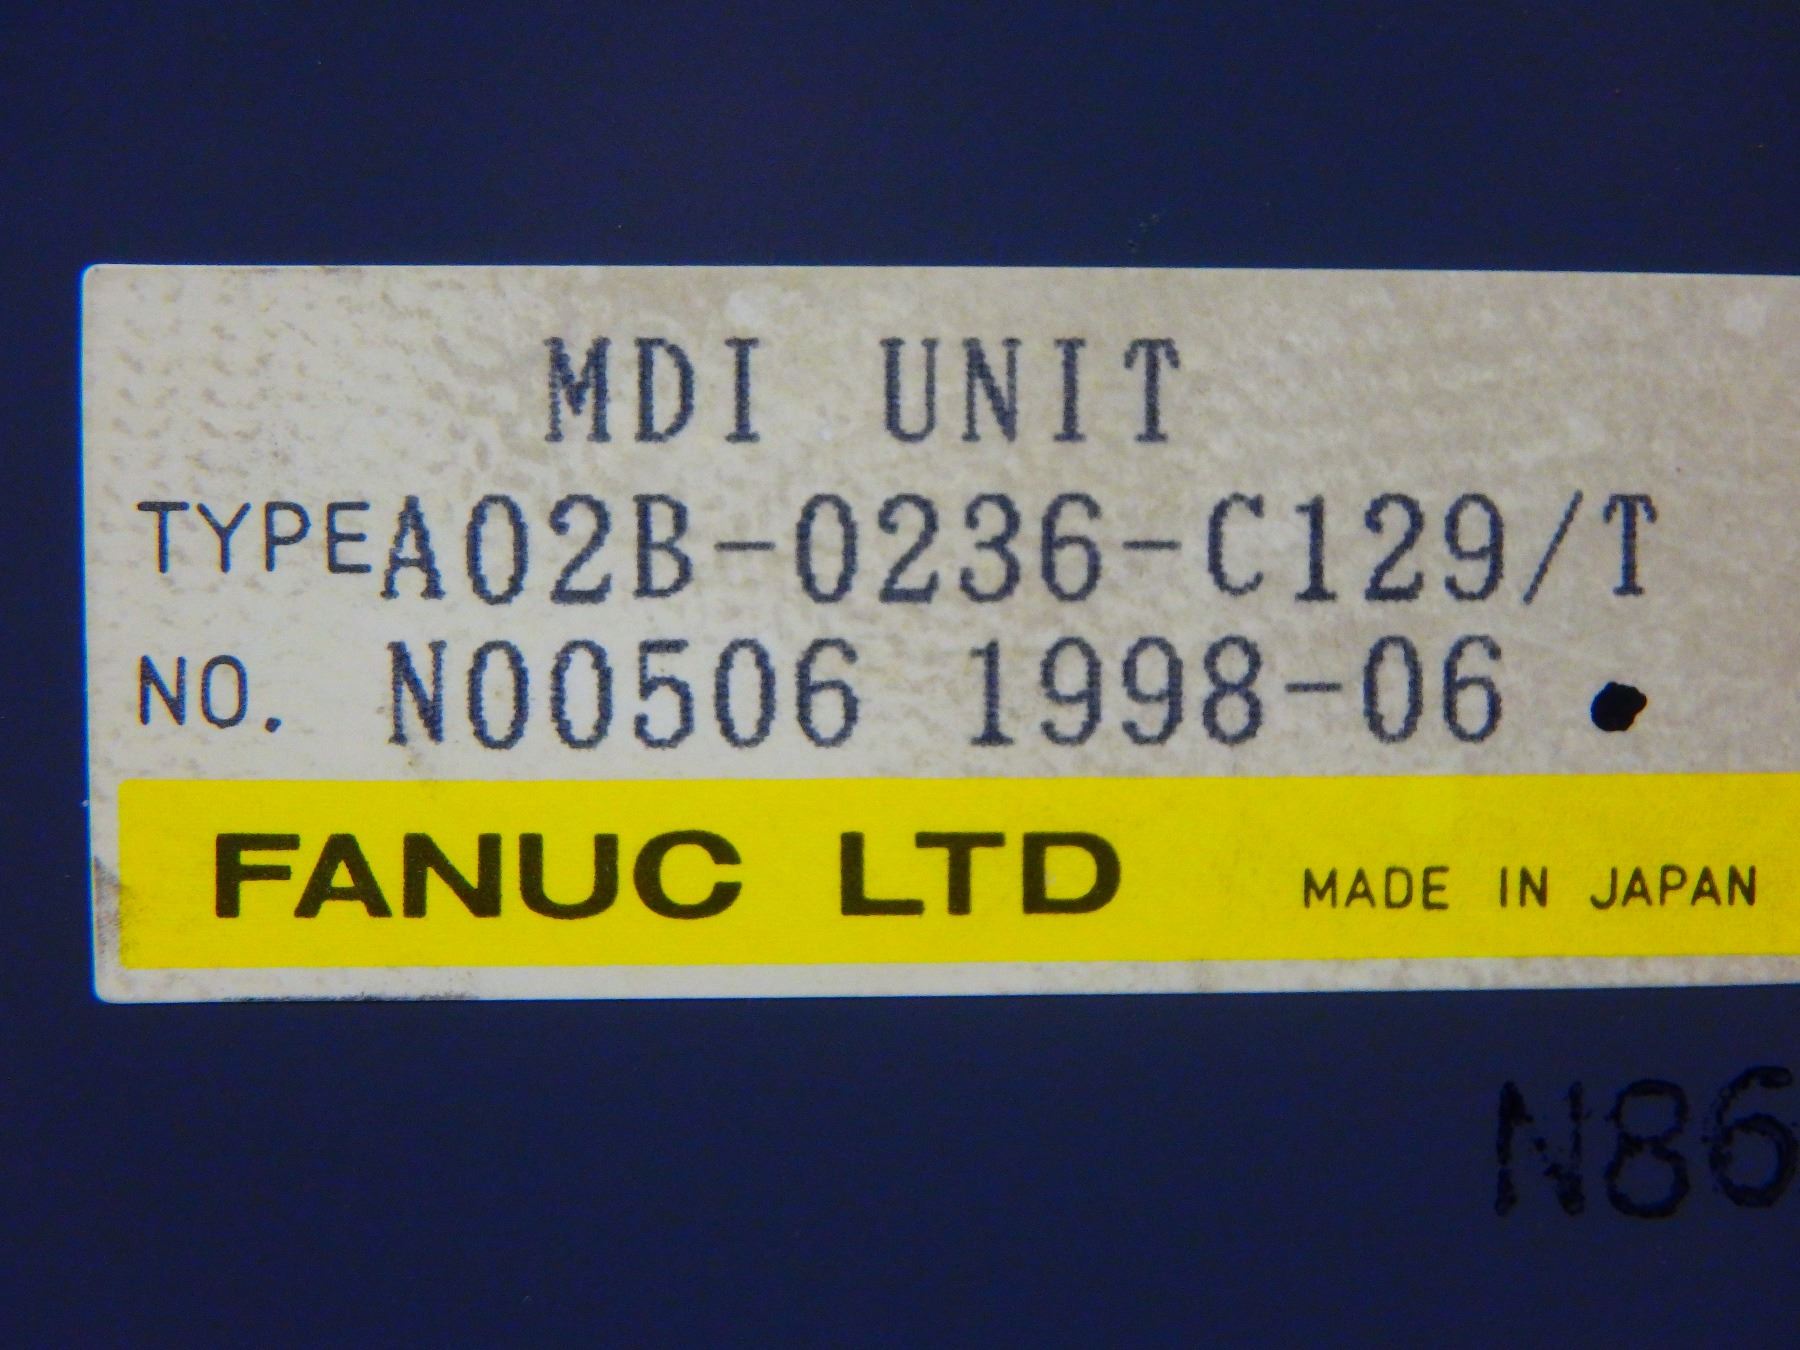 MDI UNIT
TYPE A02B-0236-C129/T
NO. N00506 1998-06
FANUC LTD MADE IN JAPAN
N86